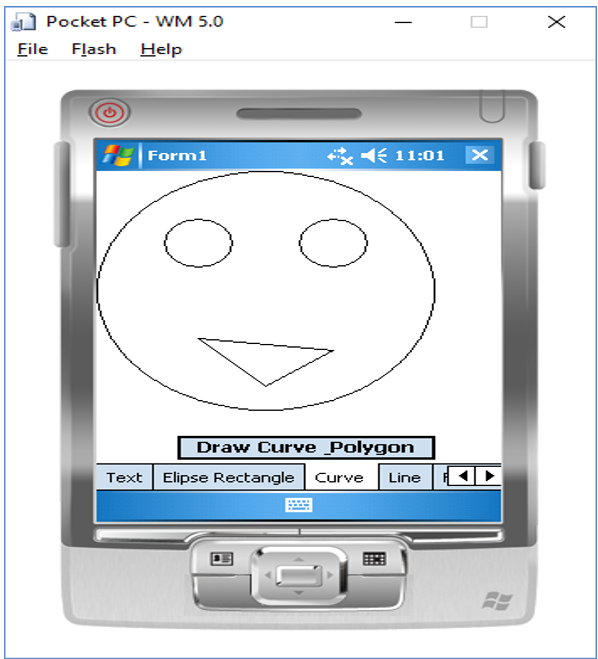 Pocket PC - WM 5.0
File Flash Help
Form1 11:01
Draw Curve _Polygon
Text Elipse Rectangle Curve Line